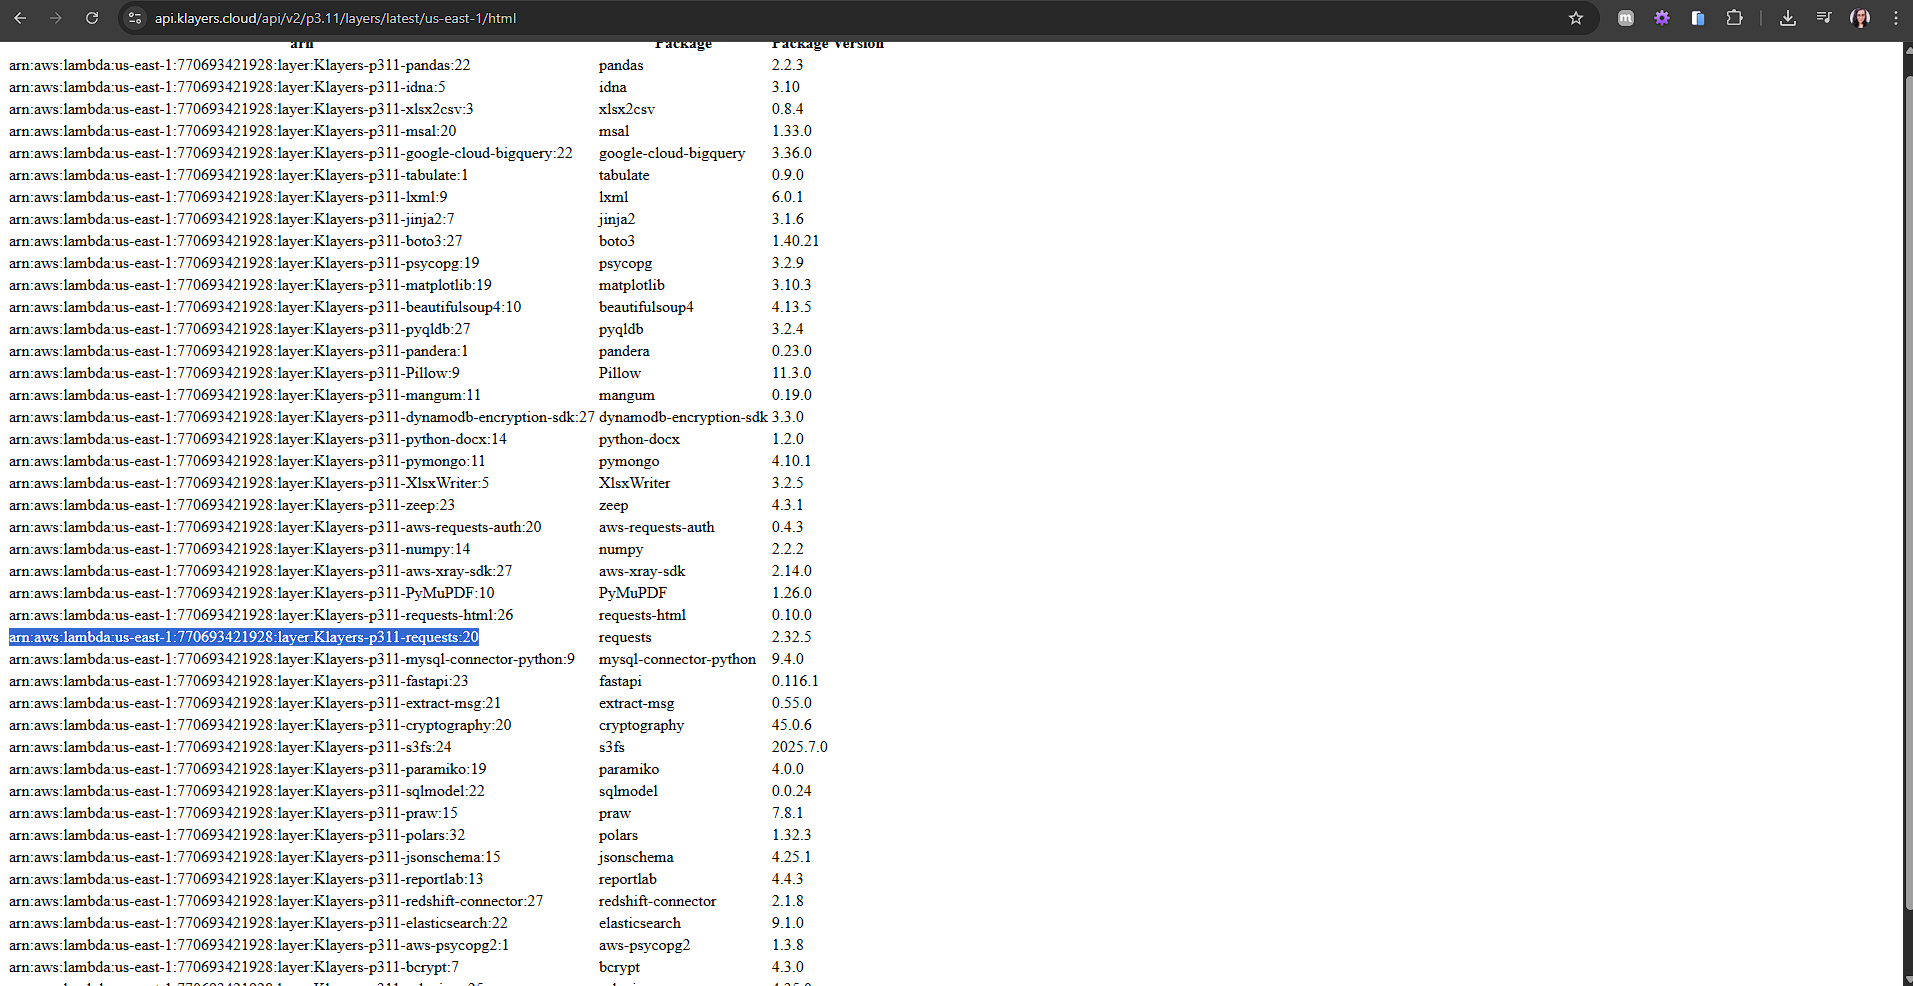 api.klayers.cloud/api/v2/p3.11/layers/latest/us-east-1/html
arn Package Package Version
arn:aws:lambda:us-east-1:770693421928:layer:Klayers-p311-pandas:22 pandas 2.2.3
arn:aws:lambda:us-east-1:770693421928:layer:Klayers-p311-idna:5 idna 3.10
arn:aws:lambda:us-east-1:770693421928:layer:Klayers-p311-xlsx2csv:3 xlsx2csv 0.8.4
arn:aws:lambda:us-east-1:770693421928:layer:Klayers-p311-msal:20 msal 1.33.0
arn:aws:lambda:us-east-1:770693421928:layer:Klayers-p311-google-cloud-bigquery:22 google-cloud-bigquery 3.36.0
arn:aws:lambda:us-east-1:770693421928:layer:Klayers-p311-tabulate:1 tabulate 0.9.0
arn:aws:lambda:us-east-1:770693421928:layer:Klayers-p311-lxml:9 lxml 6.0.1
arn:aws:lambda:us-east-1:770693421928:layer:Klayers-p311-jinja2:7 jinja2 3.1.6
arn:aws:lambda:us-east-1:770693421928:layer:Klayers-p311-boto3:27 boto3 1.40.21
arn:aws:lambda:us-east-1:770693421928:layer:Klayers-p311-psycopg:19 psycopg 3.2.9
arn:aws:lambda:us-east-1:770693421928:layer:Klayers-p311-matplotlib:19 matplotlib 3.10.3
arn:aws:lambda:us-east-1:770693421928:layer:Klayers-p311-beautifulsoup4:10 beautifulsoup4 4.13.5
arn:aws:lambda:us-east-1:770693421928:layer:Klayers-p311-pyqldb:27 pyqldb 3.2.4
arn:aws:lambda:us-east-1:770693421928:layer:Klayers-p311-pandera:1 pandera 0.23.0
arn:aws:lambda:us-east-1:770693421928:layer:Klayers-p311-Pillow:9 Pillow 11.3.0
arn:aws:lambda:us-east-1:770693421928:layer:Klayers-p311-mangum:11 mangum 0.19.0
arn:aws:lambda:us-east-1:770693421928:layer:Klayers-p311-dynamodb-encryption-sdk:27 dynamodb-encryption-sdk 3.3.0
arn:aws:lambda:us-east-1:770693421928:layer:Klayers-p311-python-docx:14 python-docx 1.2.0
arn:aws:lambda:us-east-1:770693421928:layer:Klayers-p311-pymongo:11 pymongo 4.10.1
arn:aws:lambda:us-east-1:770693421928:layer:Klayers-p311-XlsxWriter:5 XlsxWriter 3.2.5
arn:aws:lambda:us-east-1:770693421928:layer:Klayers-p311-zeep:23 zeep 4.3.1
arn:aws:lambda:us-east-1:770693421928:layer:Klayers-p311-aws-requests-auth:20 aws-requests-auth 0.4.3
arn:aws:lambda:us-east-1:770693421928:layer:Klayers-p311-numpy:14 numpy 2.2.2
arn:aws:lambda:us-east-1:770693421928:layer:Klayers-p311-aws-xray-sdk:27 aws-xray-sdk 2.14.0
arn:aws:lambda:us-east-1:770693421928:layer:Klayers-p311-PyMuPDF:10 PyMuPDF 1.26.0
arn:aws:lambda:us-east-1:770693421928:layer:Klayers-p311-requests-html:26 requests-html 0.10.0
arn:aws:lambda:us-east-1:770693421928:layer:Klayers-p311-requests:20 requests 2.32.5
arn:aws:lambda:us-east-1:770693421928:layer:Klayers-p311-mysql-connector-python:9 mysql-connector-python 9.4.0
arn:aws:lambda:us-east-1:770693421928:layer:Klayers-p311-fastapi:23 fastapi 0.116.1
arn:aws:lambda:us-east-1:770693421928:layer:Klayers-p311-extract-msg:21 extract-msg 0.55.0
arn:aws:lambda:us-east-1:770693421928:layer:Klayers-p311-cryptography:20 cryptography 45.0.6
arn:aws:lambda:us-east-1:770693421928:layer:Klayers-p311-s3fs:24 s3fs 2025.7.0
arn:aws:lambda:us-east-1:770693421928:layer:Klayers-p311-paramiko:19 paramiko 4.0.0
arn:aws:lambda:us-east-1:770693421928:layer:Klayers-p311-sqlmodel:22 sqlmodel 0.0.24
arn:aws:lambda:us-east-1:770693421928:layer:Klayers-p311-praw:15 praw 7.8.1
arn:aws:lambda:us-east-1:770693421928:layer:Klayers-p311-polars:32 polars 1.32.3
arn:aws:lambda:us-east-1:770693421928:layer:Klayers-p311-jsonschema:15 jsonschema 4.25.1
arn:aws:lambda:us-east-1:770693421928:layer:Klayers-p311-reportlab:13 reportlab 4.4.3
arn:aws:lambda:us-east-1:770693421928:layer:Klayers-p311-redshift-connector:27 redshift-connector 2.1.8
arn:aws:lambda:us-east-1:770693421928:layer:Klayers-p311-elasticsearch:22 elasticsearch 9.1.0
arn:aws:lambda:us-east-1:770693421928:layer:Klayers-p311-aws-psycopg2:1 aws-psycopg2 1.3.8
arn:aws:lambda:us-east-1:770693421928:layer:Klayers-p311-bcrypt:7 bcrypt 4.3.0